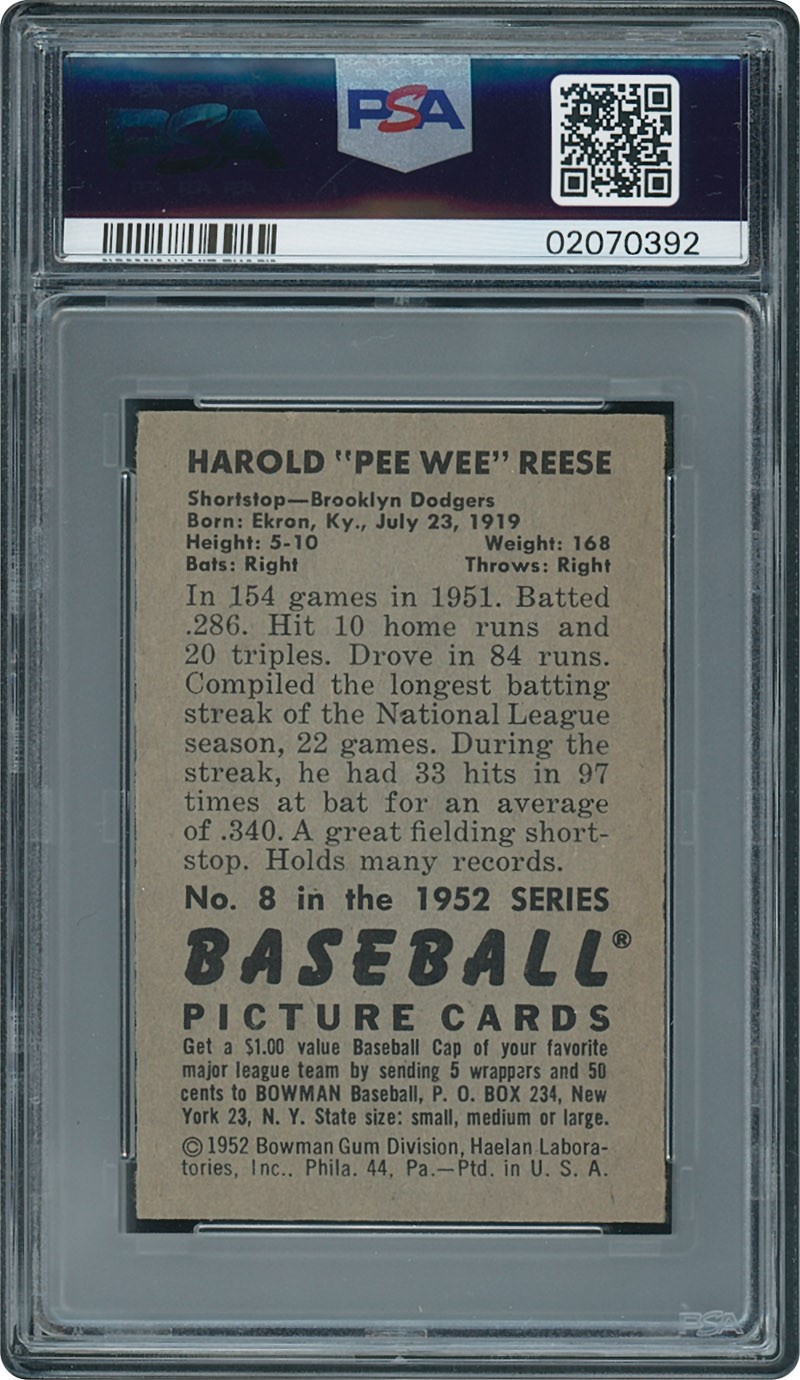 PSA
PSA
02070392
HAROLD "PEE WEE" REESE
Shortstop—Brooklyn Dodgers
Born: Ekron, Ky., July 23, 1919
Height: 5-10 Weight: 168
Bats: Right Throws: Right
In 154 games in 1951. Batted
.286. Hit 10 home runs and
20 triples. Drove in 84 runs.
Compiled the longest batting
streak of the National League
season, 22 games. During the
streak, he had 33 hits in 97
times at bat for an average
of .340. A great fielding short-
stop. Holds many records.
No. 8 in the 1952 SERIES
BASEBALL®
PICTURE CARDS
Get a $1.00 value Baseball Cap of your favorite
major league team by sending 5 wrappers and 50
cents to BOWMAN Baseball, P. O. BOX 234, New
York 23, N. Y. State size: small, medium or large.
©1952 Bowman Gum Division, Haelan Labora-
tories, Inc.. Phila. 44, Pa.—Ptd. in U. S. A.
PSA